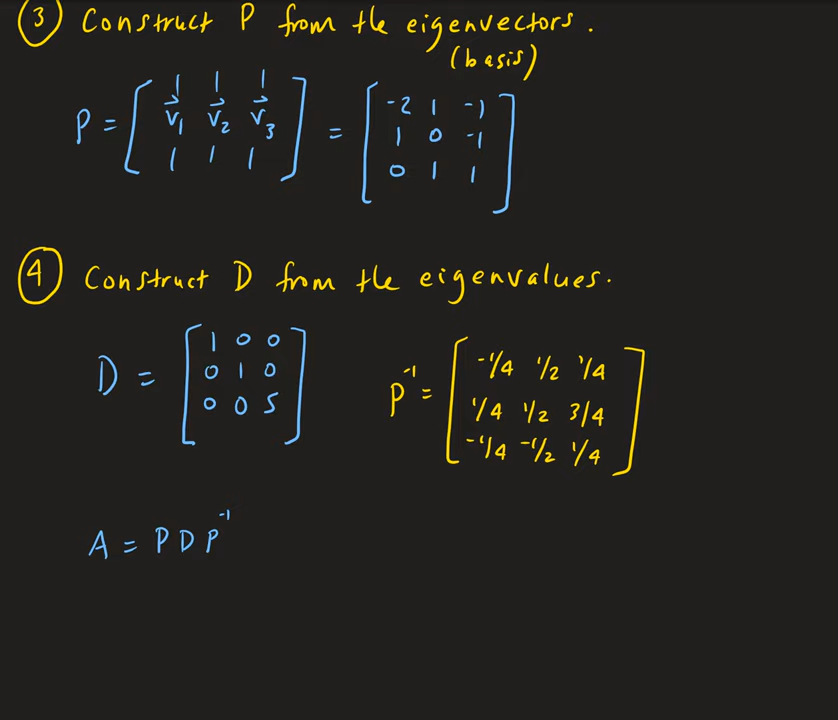 ③ Construct P from the eigenvectors.
(basis)
P = [ | | | ; v⃗₁ v⃗₂ v⃗₃ ; | | | ] = [ -2 1 -1 ; 1 0 -1 ; 0 1 1 ]
④ Construct D from the eigenvalues.
D = [ 1 0 0 ; 0 1 0 ; 0 0 5 ]
P⁻¹ = [ -1/4 1/2 1/4 ; 1/4 1/2 3/4 ; -1/4 -1/2 1/4 ]
A = P D P⁻¹